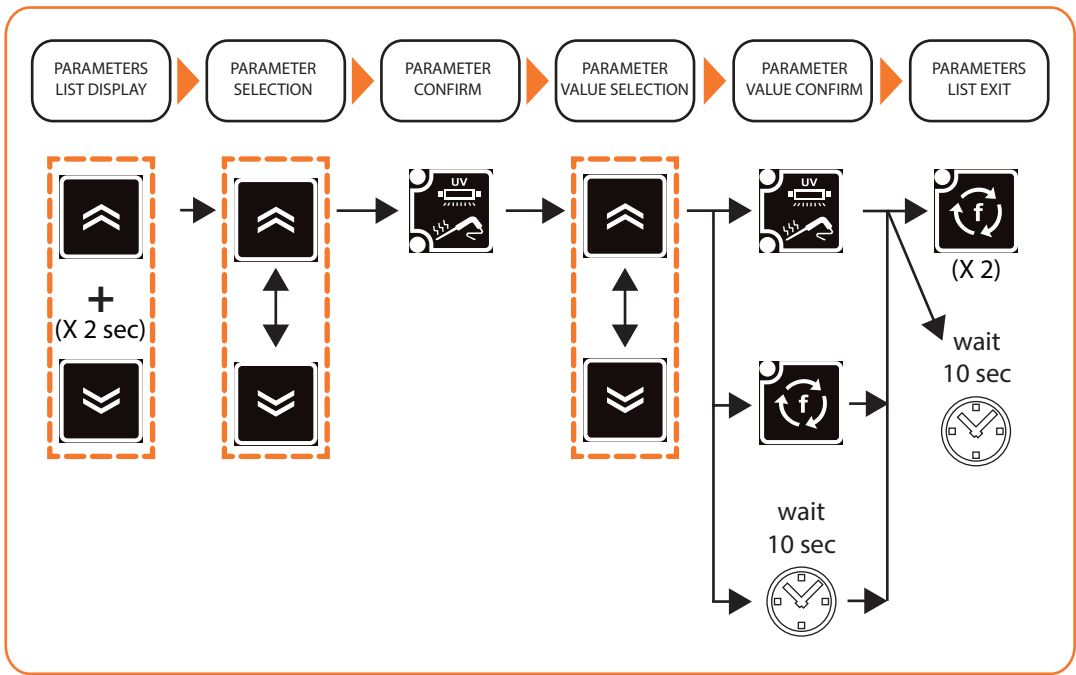 PARAMETERS
LIST DISPLAY
PARAMETER
SELECTION
PARAMETER
CONFIRM
PARAMETER
VALUE SELECTION
PARAMETER
VALUE CONFIRM
PARAMETERS
LIST EXIT
+
(X 2 sec)
UV
UV
f
(X 2)
f
wait
10 sec
wait
10 sec